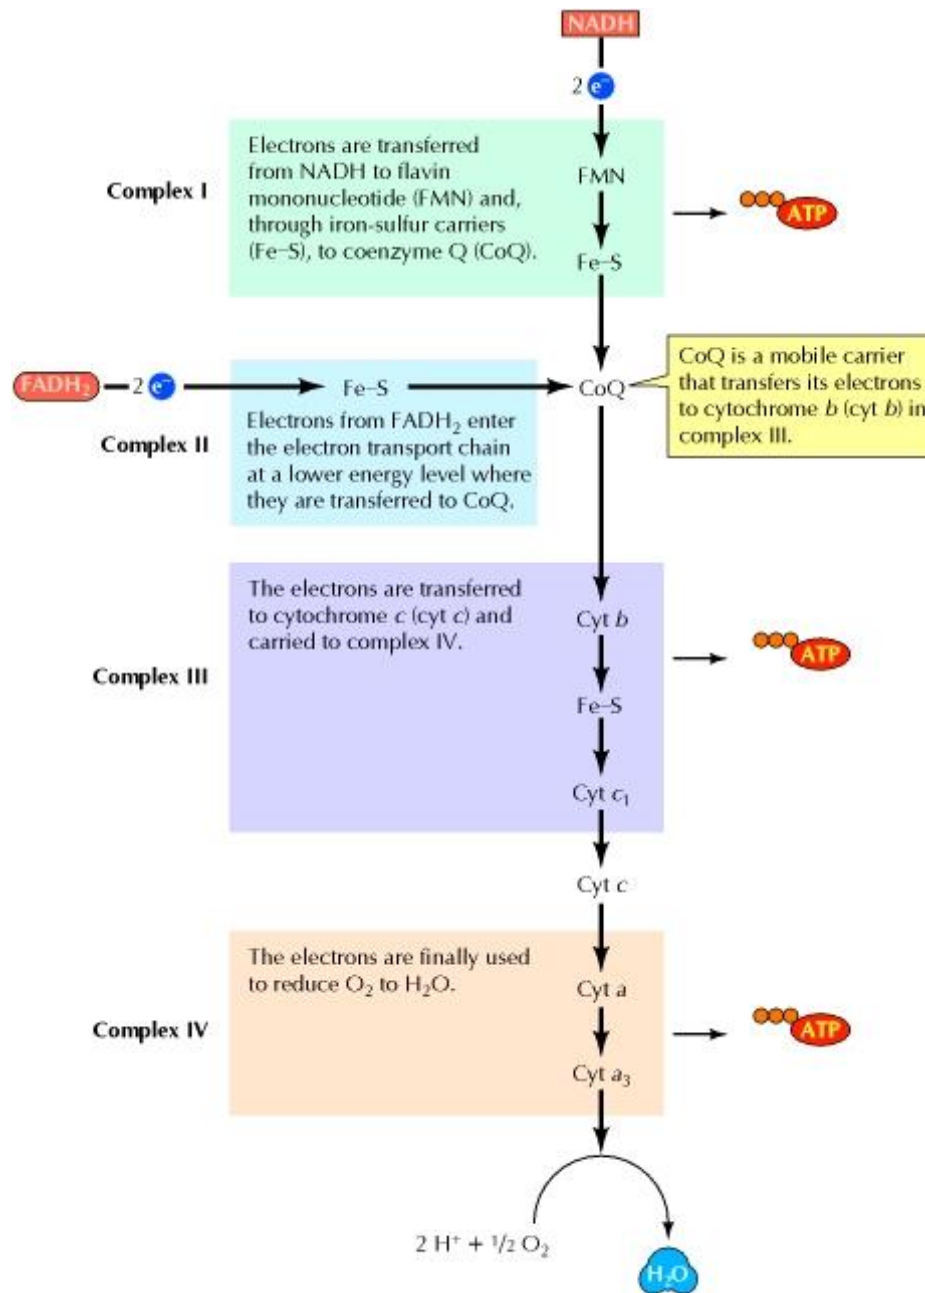 NADH
2 e⁻
Complex I
Electrons are transferred
from NADH to flavin
mononucleotide (FMN) and,
through iron-sulfur carriers
(Fe–S), to coenzyme Q (CoQ).
FMN
Fe–S
ATP
FADH₂
2 e⁻
Fe–S
CoQ
CoQ is a mobile carrier
that transfers its electrons
to cytochrome b (cyt b) in
complex III.
Complex II
Electrons from FADH₂ enter
the electron transport chain
at a lower energy level where
they are transferred to CoQ.
Complex III
The electrons are transferred
to cytochrome c (cyt c) and
carried to complex IV.
Cyt b
Fe–S
Cyt c₁
ATP
Cyt c
Complex IV
The electrons are finally used
to reduce O₂ to H₂O.
Cyt a
Cyt a₃
ATP
2 H⁺ + 1/2 O₂
H₂O